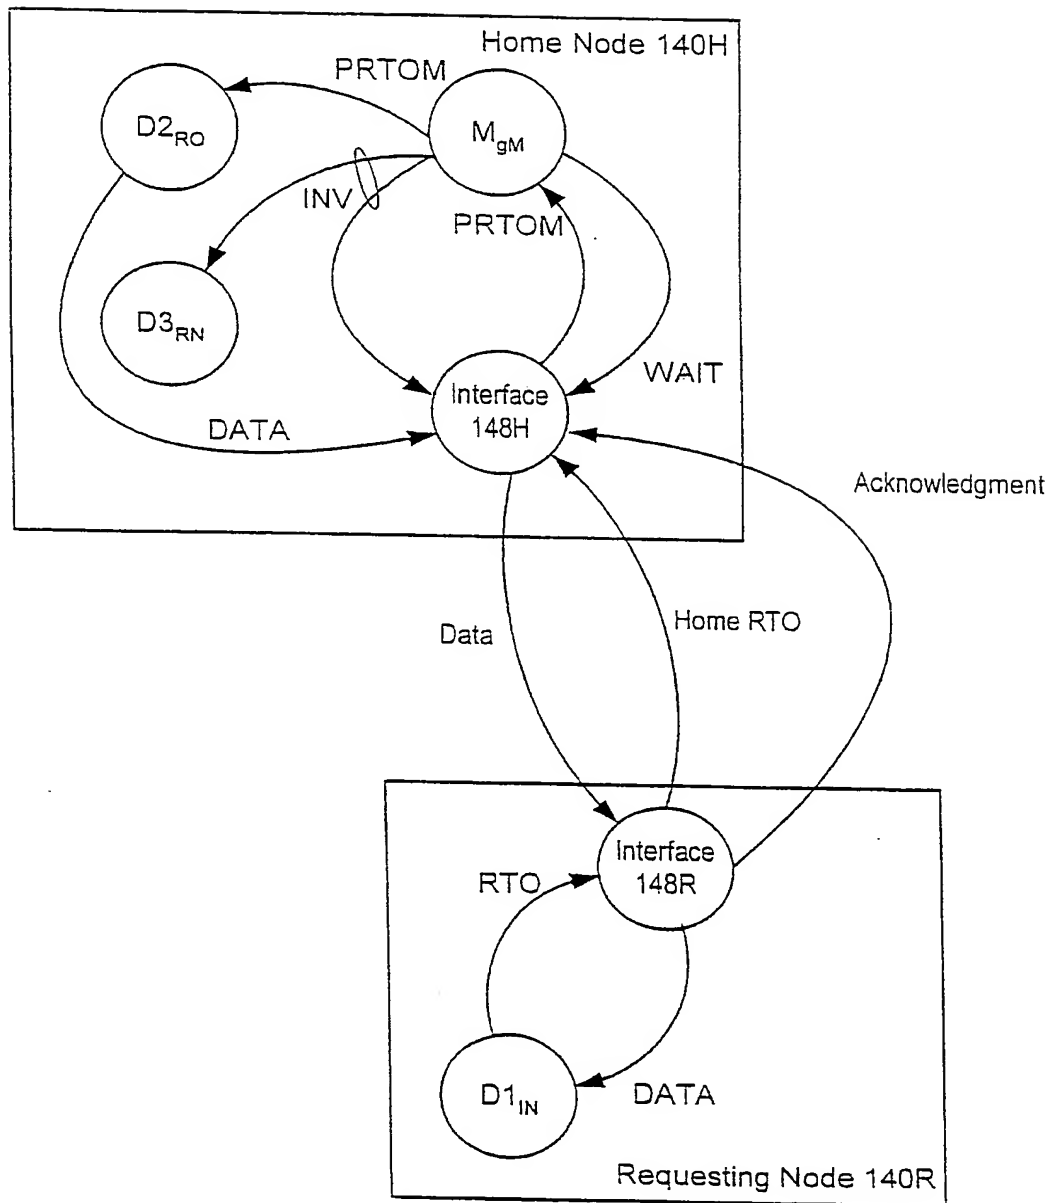 Home Node 140H
PRTOM
D2RO
MgM
INV
PRTOM
D3RN
WAIT
Interface
148H
DATA
Acknowledgment
Data
Home RTO
Interface
148R
RTO
D1IN
DATA
Requesting Node 140R